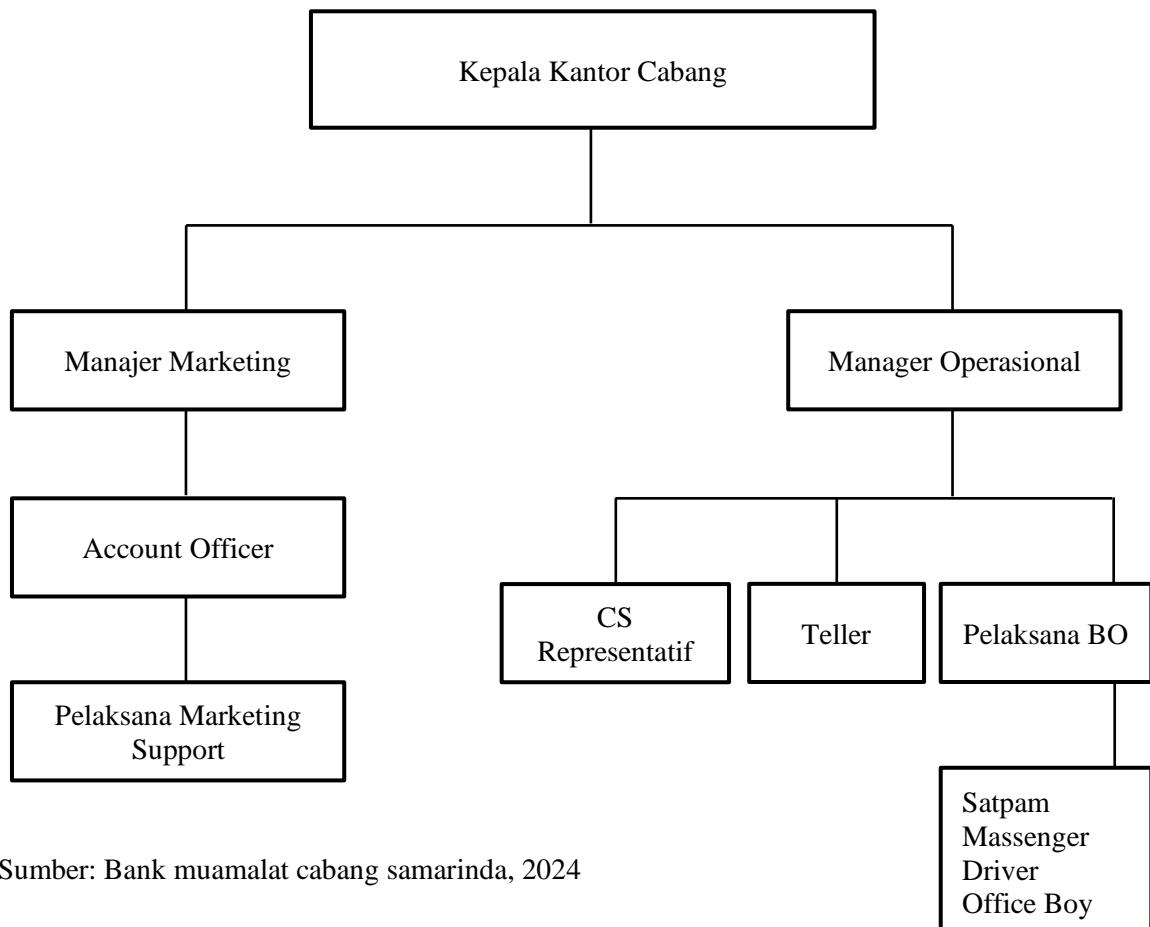 Kepala Kantor Cabang
Manajer Marketing
Manager Operasional
Account Officer
CS
Representatif
Teller
Pelaksana BO
Pelaksana Marketing
Support
Satpam
Massenger
Driver
Office Boy
Sumber: Bank muamalat cabang samarinda, 2024